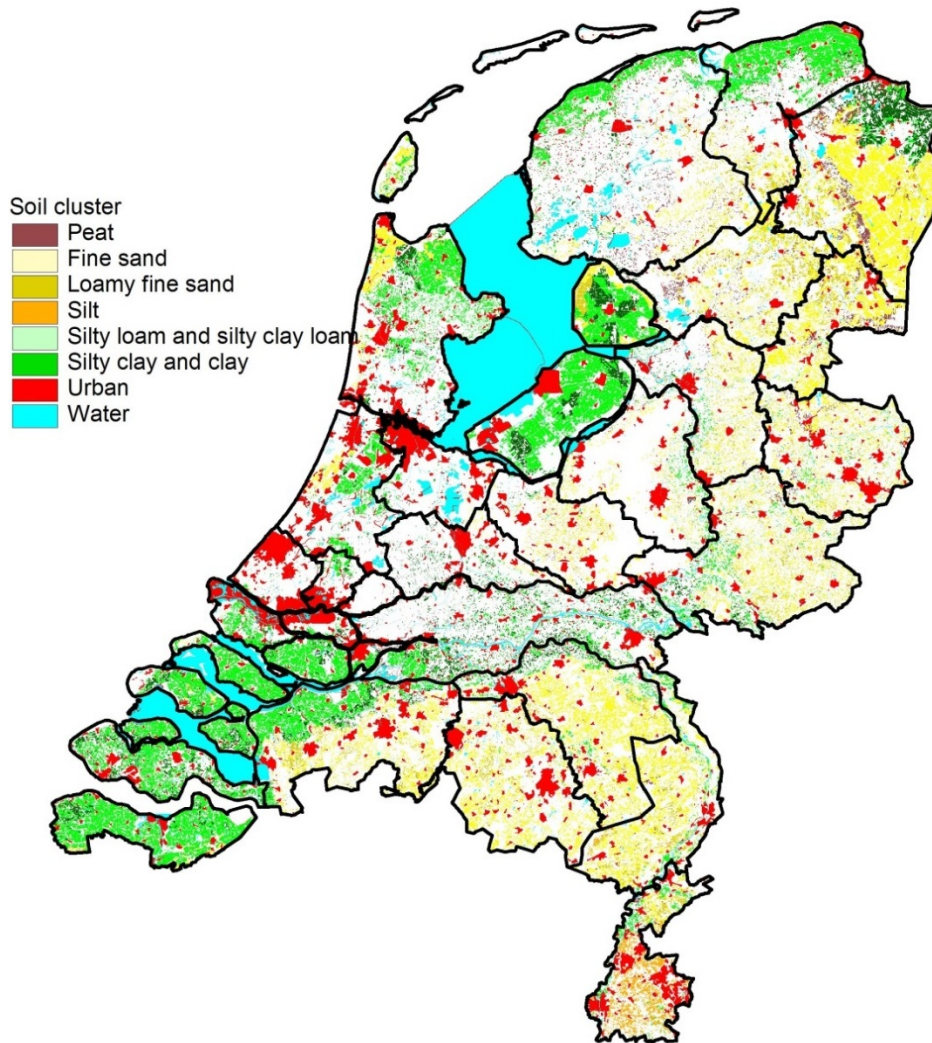 Soil cluster
Peat
Fine sand
Loamy fine sand
Silt
Silty loam and silty clay loam
Silty clay and clay
Urban
Water